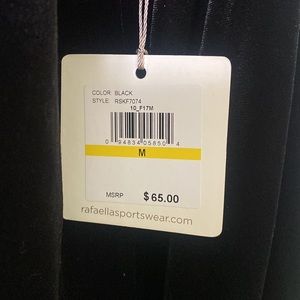 COLOR: BLACK
STYLE: RSKF7074
10_F17M
0 94834 05850 4
M
MSRP $65.00
rafaellasportswear.com